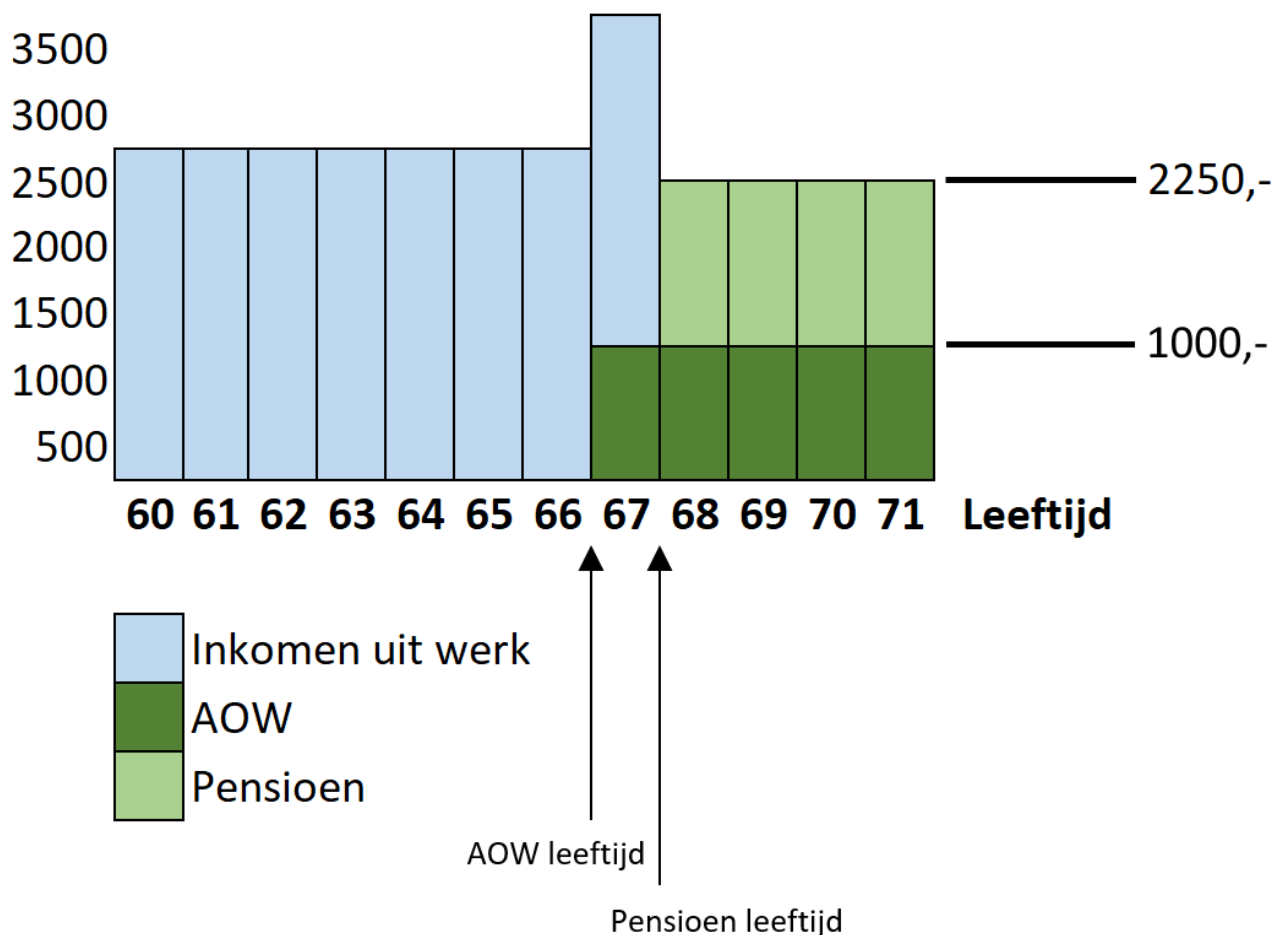 3500
3000
2500
2000
1500
1000
500
2250,-
1000,-
60 61 62 63 64 65 66 67 68 69 70 71 Leeftijd
Inkomen uit werk
AOW
Pensioen
AOW leeftijd
Pensioen leeftijd